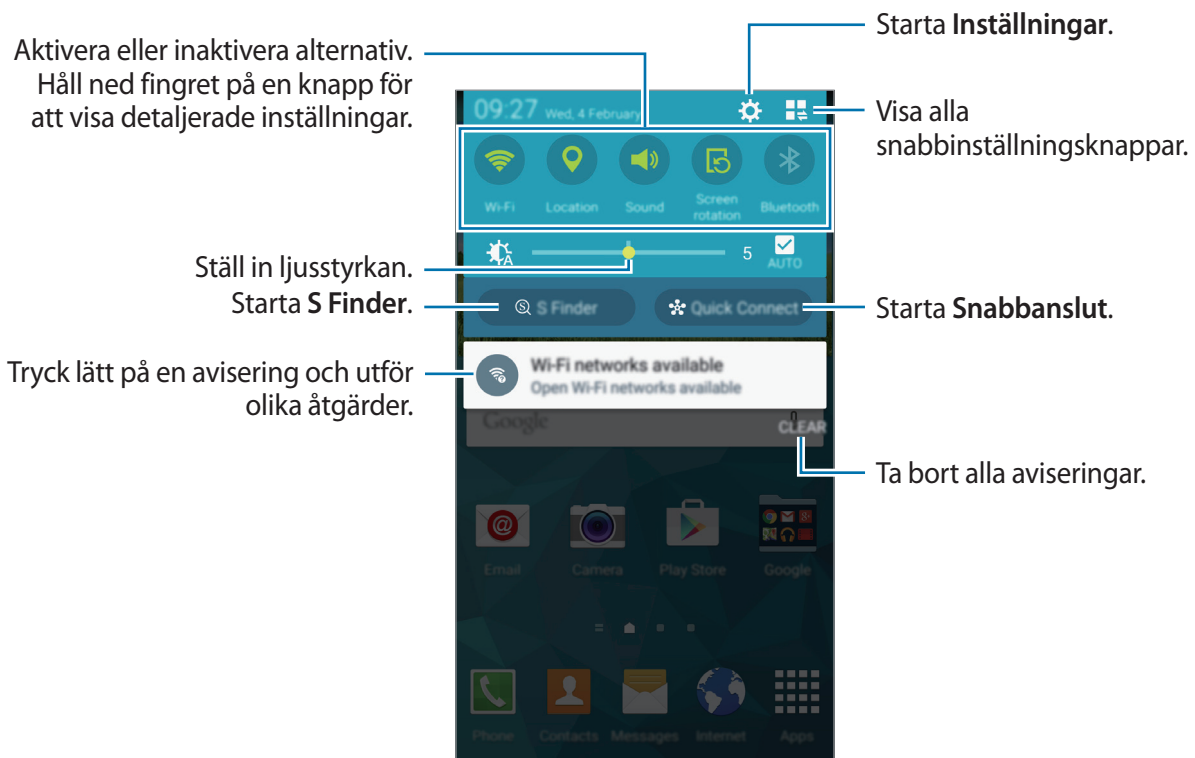 Starta Inställningar.
Aktivera eller inaktivera alternativ.
Håll ned fingret på en knapp för
att visa detaljerade inställningar.
Visa alla
snabbinställningsknappar.
09:27 Wed, 4 February
Wi-Fi
Location
Sound
Screen
rotation
Bluetooth
A
5
AUTO
Ställ in ljusstyrkan.
Starta S Finder.
S Finder
Quick Connect
Starta Snabbanslut.
Tryck lätt på en avisering och utför
olika åtgärder.
Wi-Fi networks available
Open Wi-Fi networks available
Google
CLEAR
Ta bort alla aviseringar.
Email
Camera
Play Store
Google
Phone
Contacts
Messages
Internet
Apps